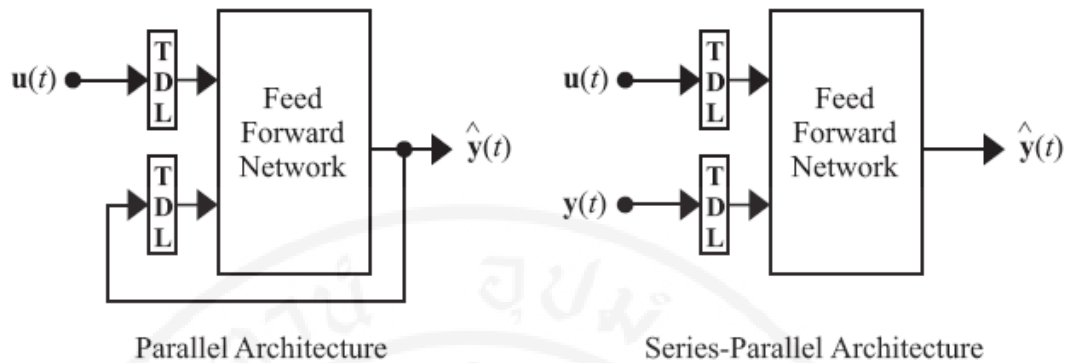 u(t)
T
D
L
T
D
L
Feed
Forward
Network
ŷ(t)
Parallel Architecture
u(t)
y(t)
T
D
L
T
D
L
Feed
Forward
Network
ŷ(t)
Series-Parallel Architecture